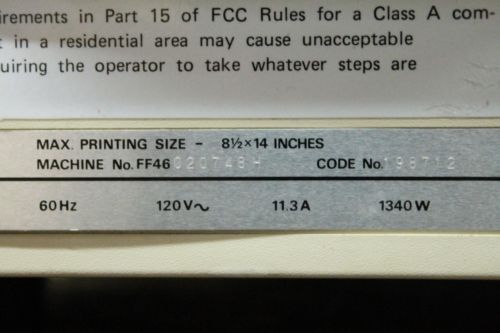 irements in Part 15 of FCC Rules for a Class A com-
t in a residential area may cause unacceptable
uiring the operator to take whatever steps are
MAX. PRINTING SIZE - 8½×14 INCHES
MACHINE No. FF46 020748H CODE No. 198712
60Hz 120V~ 11.3A 1340W